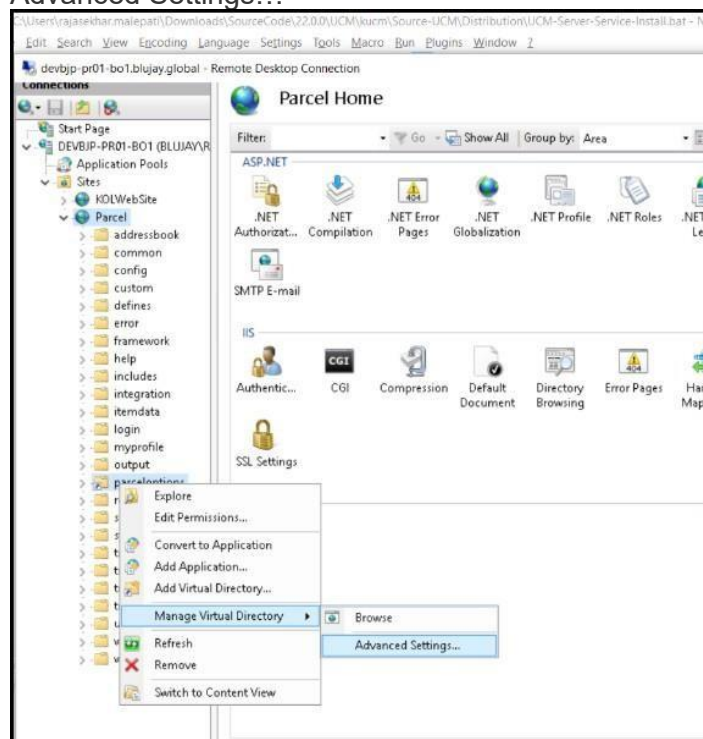 Advanced Settings…
C:\Users\rajasekhar.malepati\Downloads\SourceCode\22.0.0\UCM\kucrm\Source-UCM\Distribution\UCM-Server-Service-Install.bat - N
Edit Search View Encoding Language Settings Tools Macro Run Plugins Window ?
devbjp-pr01-bo1.blujay.global - Remote Desktop Connection
Connections
Start Page
DEVBJP-PR01-BO1 (BLUJAY\R
Application Pools
Sites
KOLWebSite
Parcel
addressbook
common
config
custom
defines
error
framework
help
includes
integration
itemdata
login
myprofile
output
parceloptions
Parcel Home
Filter: Go Show All Group by: Area
ASP.NET
.NET Authorizat...
.NET Compilation
.NET Error Pages
.NET Globalization
.NET Profile
.NET Roles
.NET
Le
SMTP E-mail
IIS
Authentic...
CGI
Compression
Default Document
Directory Browsing
Error Pages
Han
Map
SSL Settings
Explore
Edit Permissions...
Convert to Application
Add Application...
Add Virtual Directory...
Manage Virtual Directory
Refresh
Remove
Switch to Content View
Browse
Advanced Settings...